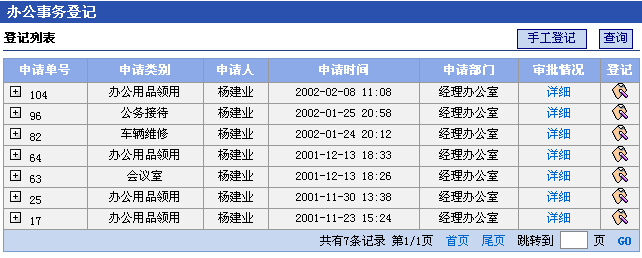 办公事务登记
登记列表 手工登记 查询
申请单号 申请类别 申请人 申请时间 申请部门 审批情况 登记
104 办公用品领用 杨建业 2002-02-08 11:08 经理办公室 详细
96 公务接待 杨建业 2002-01-25 20:58 经理办公室 详细
82 车辆维修 杨建业 2002-01-24 20:12 经理办公室 详细
64 办公用品领用 杨建业 2001-12-13 18:33 经理办公室 详细
63 会议室 杨建业 2001-12-13 18:26 经理办公室 详细
25 办公用品领用 杨建业 2001-11-30 13:38 经理办公室 详细
17 办公用品领用 杨建业 2001-11-23 15:24 经理办公室 详细
共有7条记录 第1/1页 首页 尾页 跳转到 页 GO